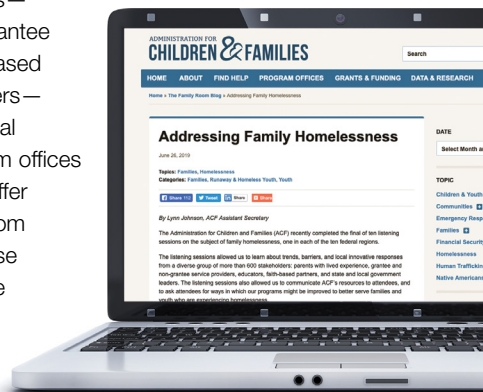 s—
antee
ased
ers—
al
m offices
ffer
om
se
e
ADMINISTRATION FOR
CHILDREN & FAMILIES
Search
HOME ABOUT FIND HELP PROGRAM OFFICES GRANTS & FUNDING DATA & RESEARCH
Home » The Family Room Blog » Addressing Family Homelessness
Addressing Family Homelessness
June 26, 2019
Topics: Families, Homelessness
Categories: Families, Runaway & Homeless Youth, Youth
Share 112 Tweet Share Share
By Lynn Johnson, ACF Assistant Secretary
The Administration for Children and Families (ACF) recently completed the final of ten listening
sessions on the subject of family homelessness, one in each of the ten federal regions.
The listening sessions allowed us to learn about trends, barriers, and local innovative responses
from a diverse group of more than 600 stakeholders: parents with lived experience, grantee and
non-grantee service providers, educators, faith-based partners, and state and local government
leaders. The listening sessions also allowed us to communicate ACF's resources to attendees, and
to ask attendees for ways in which our programs might be improved to better serve families and
youth who are experiencing homelessness.
DATE
Select Month a
TOPIC
Children & Youth
Communities
Emergency Resp
Families
Financial Securit
Homelessness
Human Traffickin
Native Americans